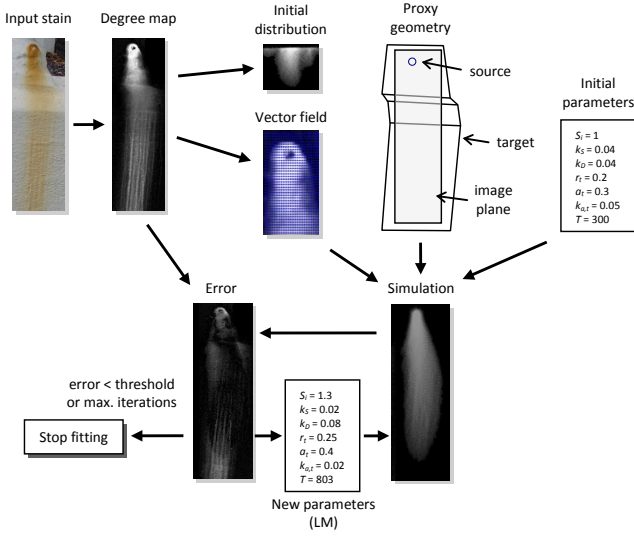 Input stain
Degree map
Initial
distribution
Vector field
Proxy
geometry
source
target
image
plane
Initial
parameters
Sᵢ = 1
kS = 0.04
kD = 0.04
rₜ = 0.2
aₜ = 0.3
kₐ,ₜ = 0.05
T = 300
Error
Simulation
error < threshold
or max. iterations
Stop fitting
Sᵢ = 1.3
kS = 0.02
kD = 0.08
rₜ = 0.25
aₜ = 0.4
kₐ,ₜ = 0.02
T = 803
New parameters
(LM)